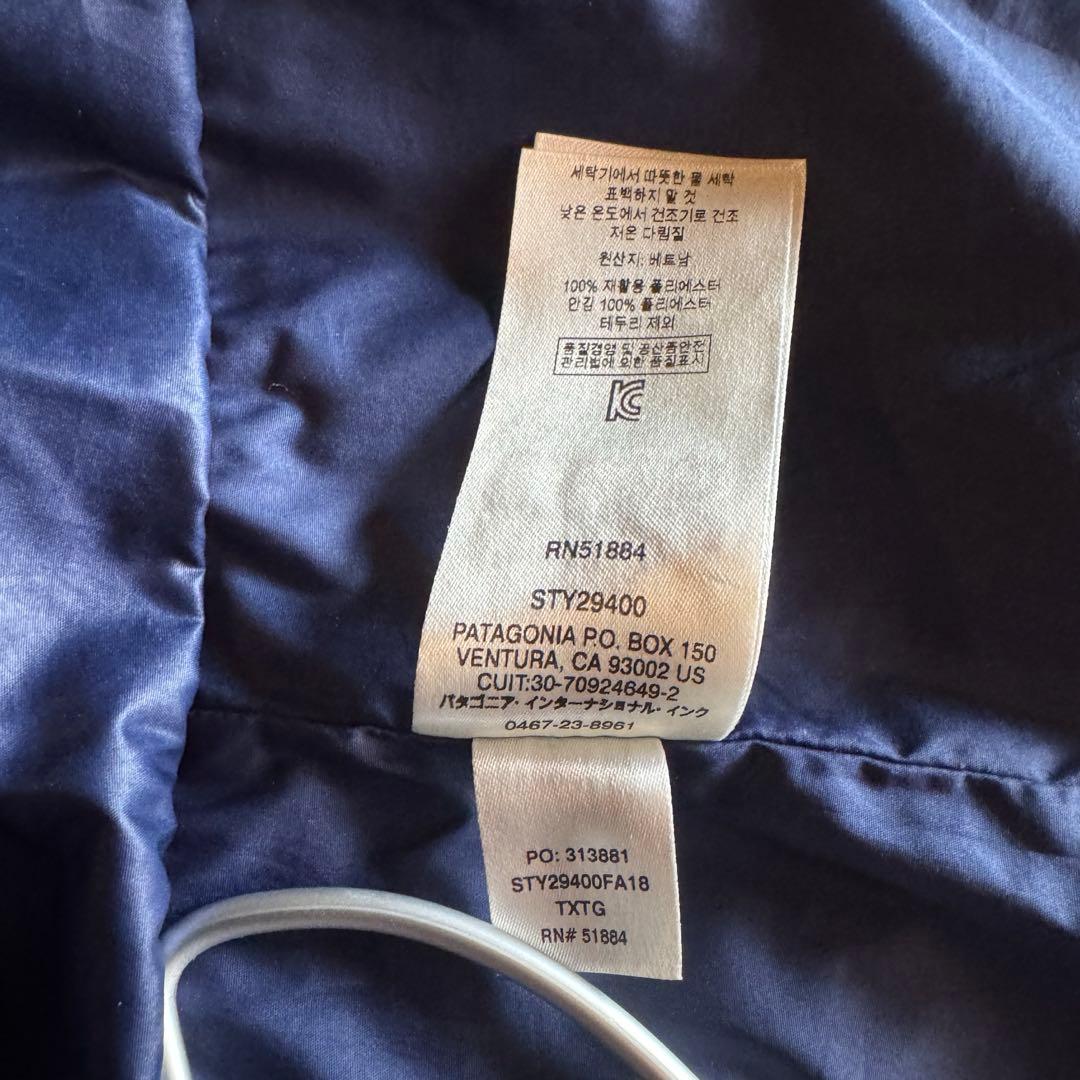 세탁기에서 따뜻한 물 세탁
표백하지 말 것
낮은 온도에서 건조기로 건조
저온 다림질
원산지: 베트남
100% 재활용 폴리에스터
안감 100% 폴리에스터
테두리 제외
품질경영 및 공산품안전
관리법에 의한 품질표시
KC
RN51884
STY29400
PATAGONIA P.O. BOX 150
VENTURA, CA 93002 US
CUIT:30-70924649-2
パタゴニア・インターナショナル・インク
0467-23-8961
PO: 313881
STY29400FA18
TXTG
RN# 51884